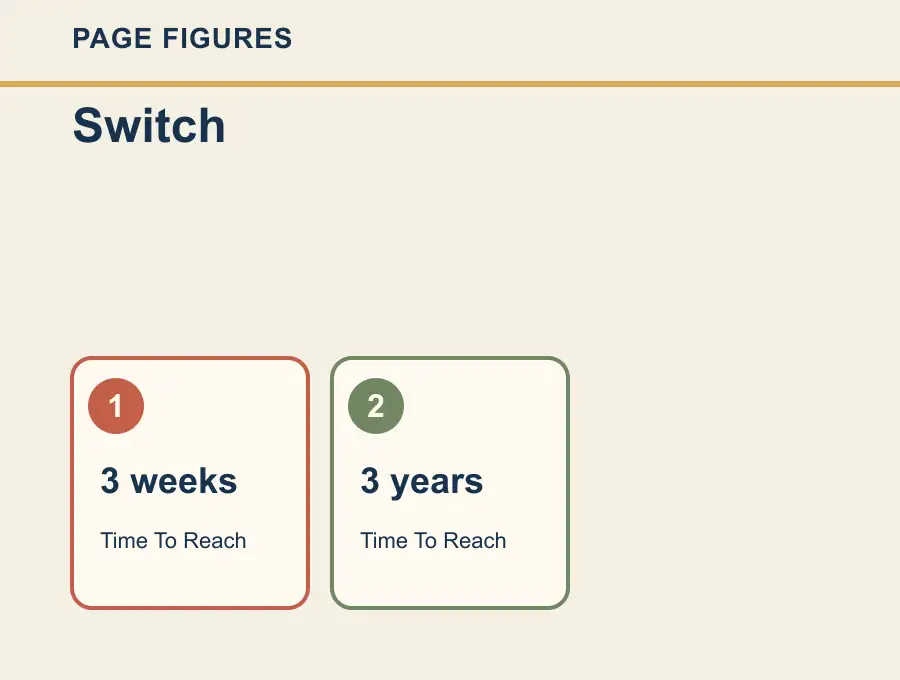 PAGE FIGURES
Switch
1
3 weeks
Time To Reach
2
3 years
Time To Reach